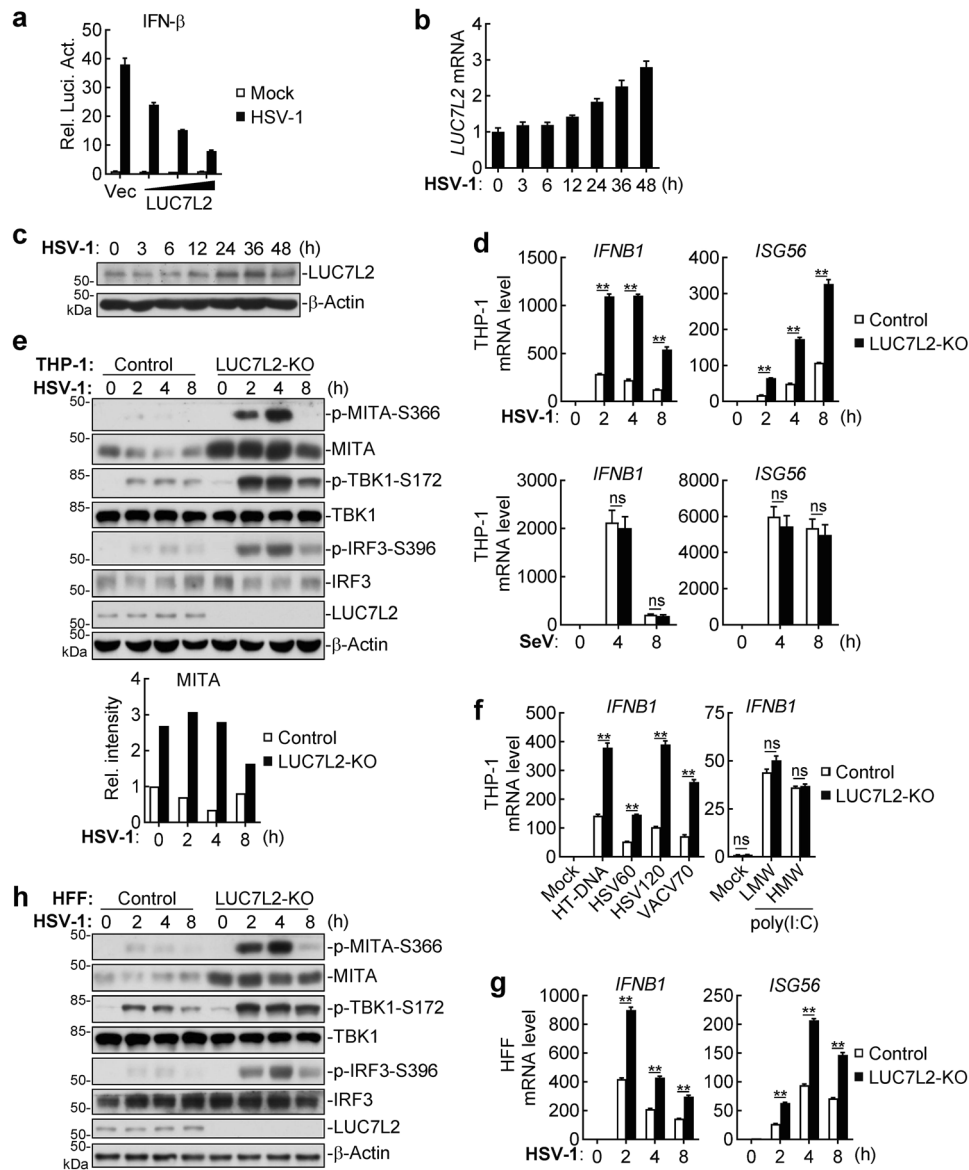 a
IFN-β
Rel. Luci. Act.
50
40
30
20
10
0
Mock
HSV-1
Vec
LUC7L2
b
LUC7L2 mRNA
4
3
2
1
0
HSV-1: 0 3 6 12 24 36 48 (h)
c
HSV-1: 0 3 6 12 24 36 48 (h)
50-
-LUC7L2
50-
kDa
-β-Actin
d
IFNB1
THP-1
mRNA level
1500
1000
500
0
** ** **
HSV-1: 0 2 4 8
ISG56
400
300
200
100
0
** ** **
0 2 4 8 (h)
Control
LUC7L2-KO
IFNB1
THP-1
mRNA level
3000
2000
1000
0
ns ns
SeV: 0 4 8
ISG56
8000
6000
4000
2000
0
ns ns
0 4 8 (h)
e
THP-1: Control LUC7L2-KO
HSV-1: 0 2 4 8 0 2 4 8 (h)
50-
-p-MITA-S366
50-
-MITA
85-
-p-TBK1-S172
85-
-TBK1
50-
-p-IRF3-S396
50-
-IRF3
50-
-LUC7L2
50-
kDa
-β-Actin
MITA
Rel. intensity
4
3
2
1
0
Control
LUC7L2-KO
HSV-1: 0 2 4 8 (h)
f
IFNB1
THP-1
mRNA level
500
400
300
200
100
0
** ** ** **
Mock
HT-DNA
HSV60
HSV120
VACV70
IFNB1
75
50
25
0
ns ns ns
Mock
LMW
HMW
poly(I:C)
Control
LUC7L2-KO
h
HFF: Control LUC7L2-KO
HSV-1: 0 2 4 8 0 2 4 8 (h)
50-
-p-MITA-S366
50-
-MITA
85-
-p-TBK1-S172
85-
-TBK1
50-
-p-IRF3-S396
50-
-IRF3
50-
-LUC7L2
50-
kDa
-β-Actin
g
IFNB1
HFF
mRNA level
1000
800
600
400
200
0
** ** **
HSV-1: 0 2 4 8
ISG56
250
200
150
100
50
0
** ** **
0 2 4 8 (h)
Control
LUC7L2-KO